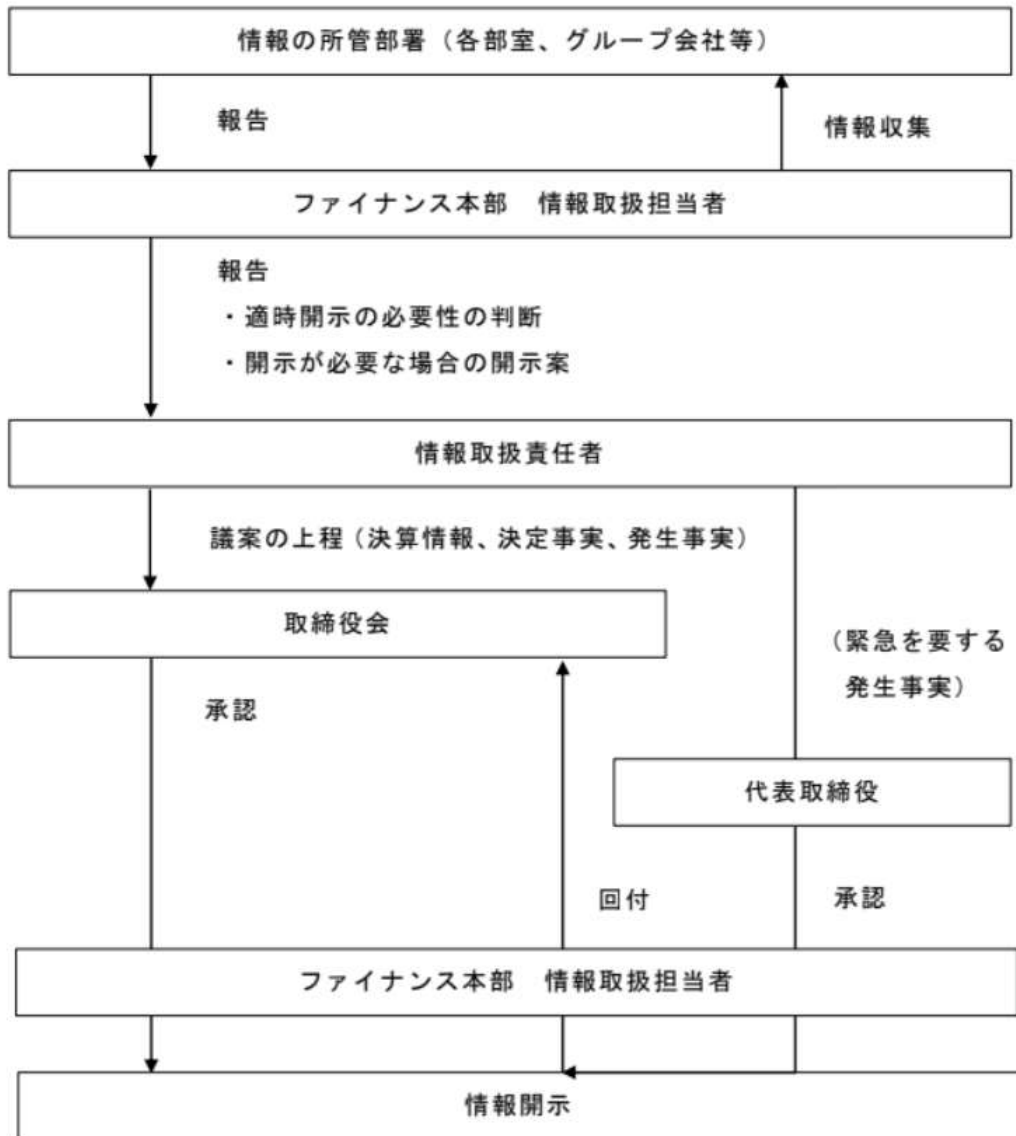 情報の所管部署（各部室、グループ会社等）
報告
情報収集
ファイナンス本部　情報取扱担当者
報告
・適時開示の必要性の判断
・開示が必要な場合の開示案
情報取扱責任者
議案の上程（決算情報、決定事実、発生事実）
取締役会
（緊急を要する
発生事実）
承認
代表取締役
回付
承認
ファイナンス本部　情報取扱担当者
情報開示